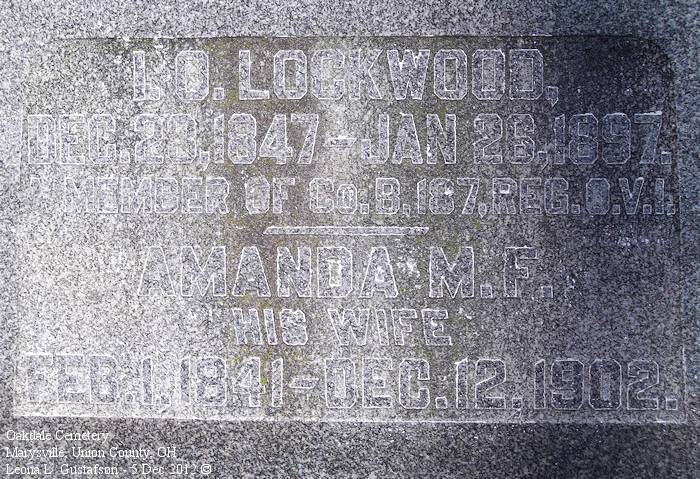 I. O. LOCKWOOD,
DEC. 29, 1847 – JAN 26, 1897.
A MEMBER OF CO. B, 187, REG. O.V.I.
AMANDA M. F.
HIS WIFE
FEB. 1, 1841 – DEC. 12, 1902.
Oakdale Cemetery
Marysville, Union County, OH
Leona L. Gustafson - 5 Dec 2012 ©